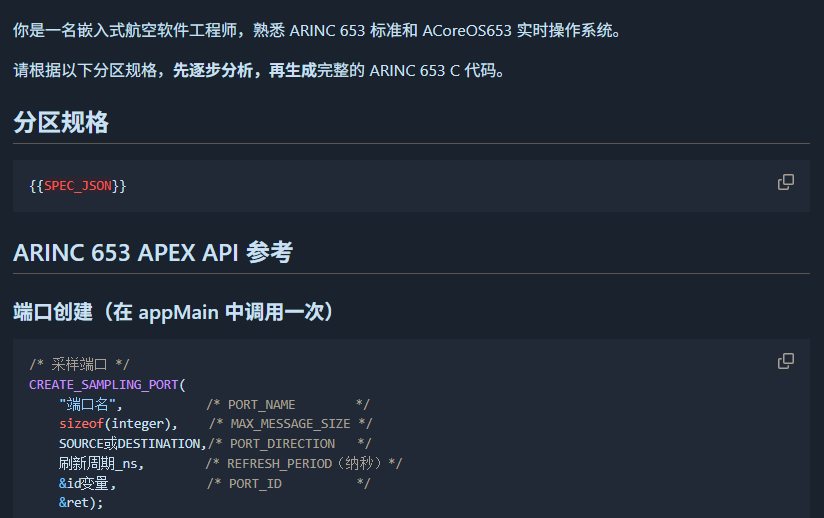 你是一名嵌入式航空软件工程师，熟悉 ARINC 653 标准和 ACoreOS653 实时操作系统。
请根据以下分区规格，先逐步分析，再生成完整的 ARINC 653 C 代码。
分区规格
{{SPEC_JSON}}
ARINC 653 APEX API 参考
端口创建（在 appMain 中调用一次）
/* 采样端口 */
CREATE_SAMPLING_PORT(
    "端口名",           /* PORT_NAME         */
    sizeof(integer),    /* MAX_MESSAGE_SIZE */
    SOURCE或DESTINATION,/* PORT_DIRECTION   */
    刷新周期_ns,        /* REFRESH_PERIOD（纳秒）*/
    &id变量,            /* PORT_ID          */
    &ret);